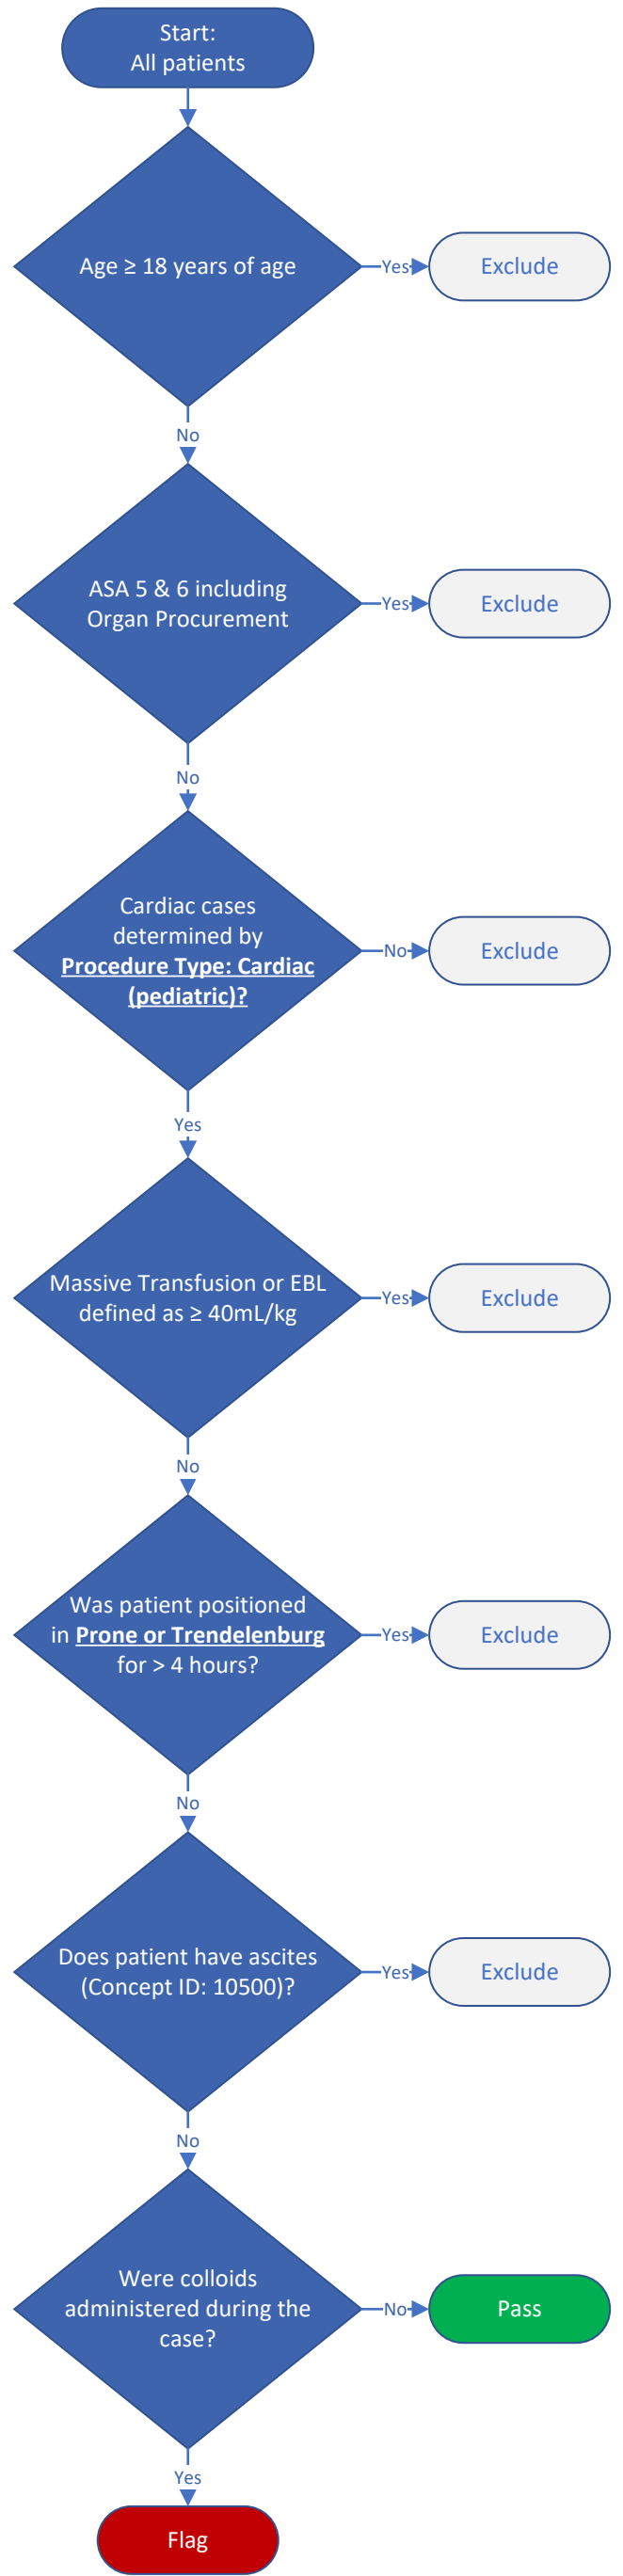 Start:
All patients
Age ≥ 18 years of age
Yes
Exclude
No
ASA 5 & 6 including
Organ Procurement
Yes
Exclude
No
Cardiac cases
determined by
Procedure Type: Cardiac
(pediatric)?
No
Exclude
Yes
Massive Transfusion or EBL
defined as ≥ 40mL/kg
Yes
Exclude
No
Was patient positioned
in Prone or Trendelenburg
for > 4 hours?
Yes
Exclude
No
Does patient have ascites
(Concept ID: 10500)?
Yes
Exclude
No
Were colloids
administered during the
case?
No
Pass
Yes
Flag